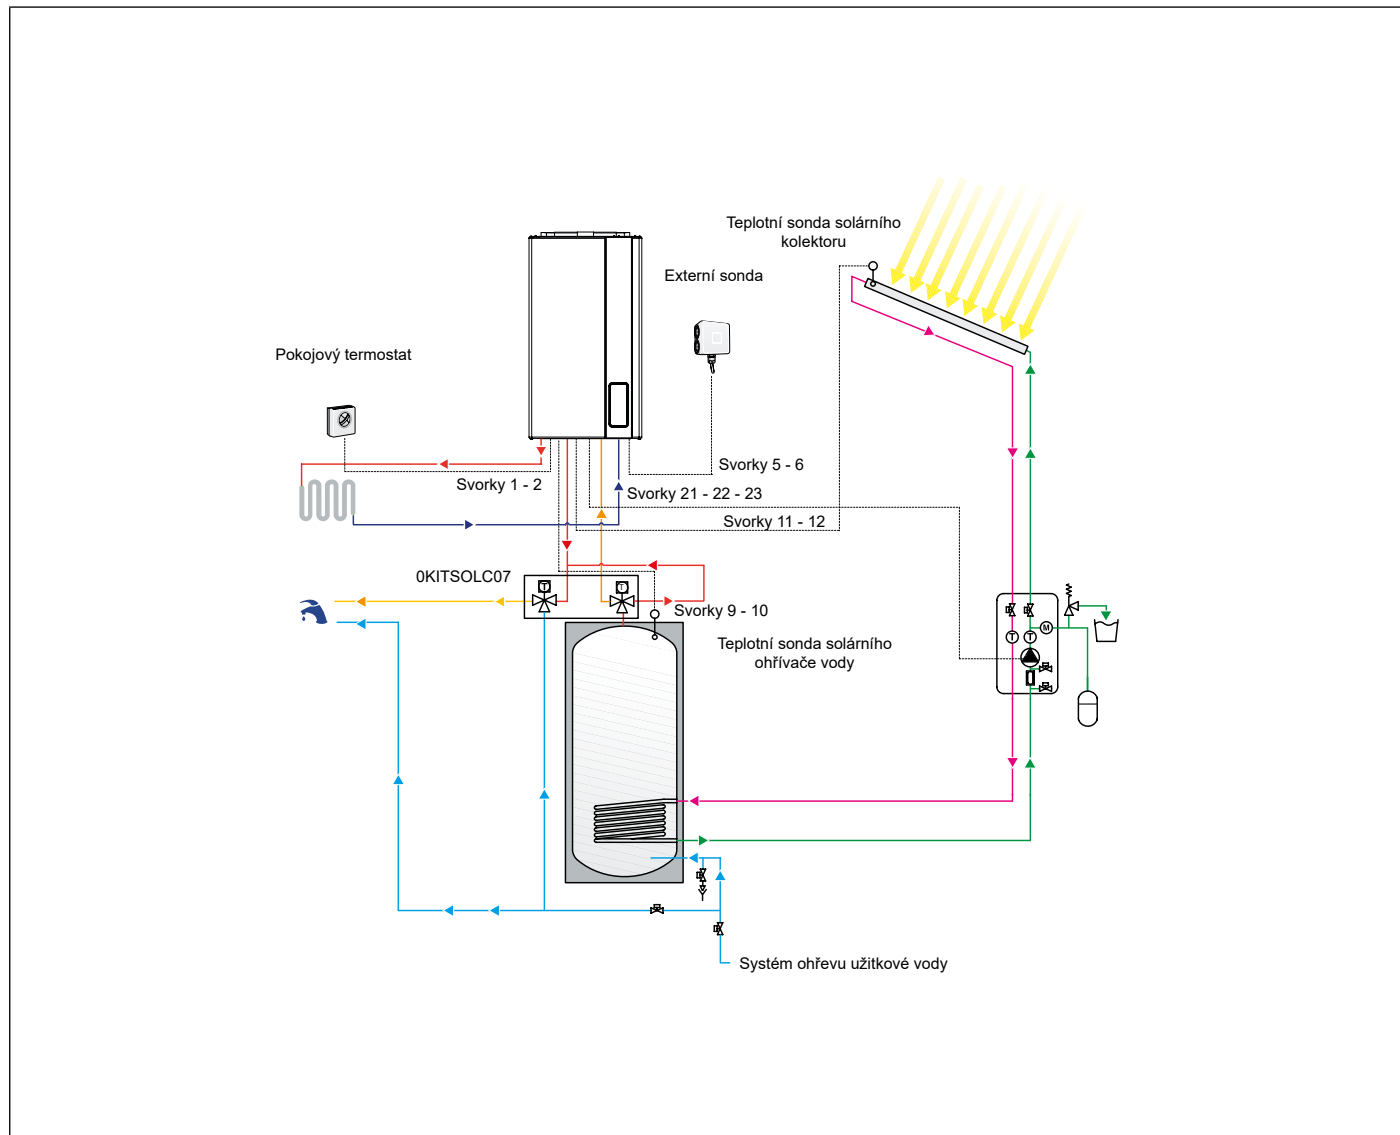 Teplotní sonda solárního
kolektoru
Externí sonda
Pokojový termostat
Svorky 5 - 6
Svorky 1 - 2
Svorky 21 - 22 - 23
Svorky 11 - 12
0KITSOLC07
T
T
Svorky 9 - 10
M
T
T
Teplotní sonda solárního
ohřívače vody
Systém ohřevu užitkové vody